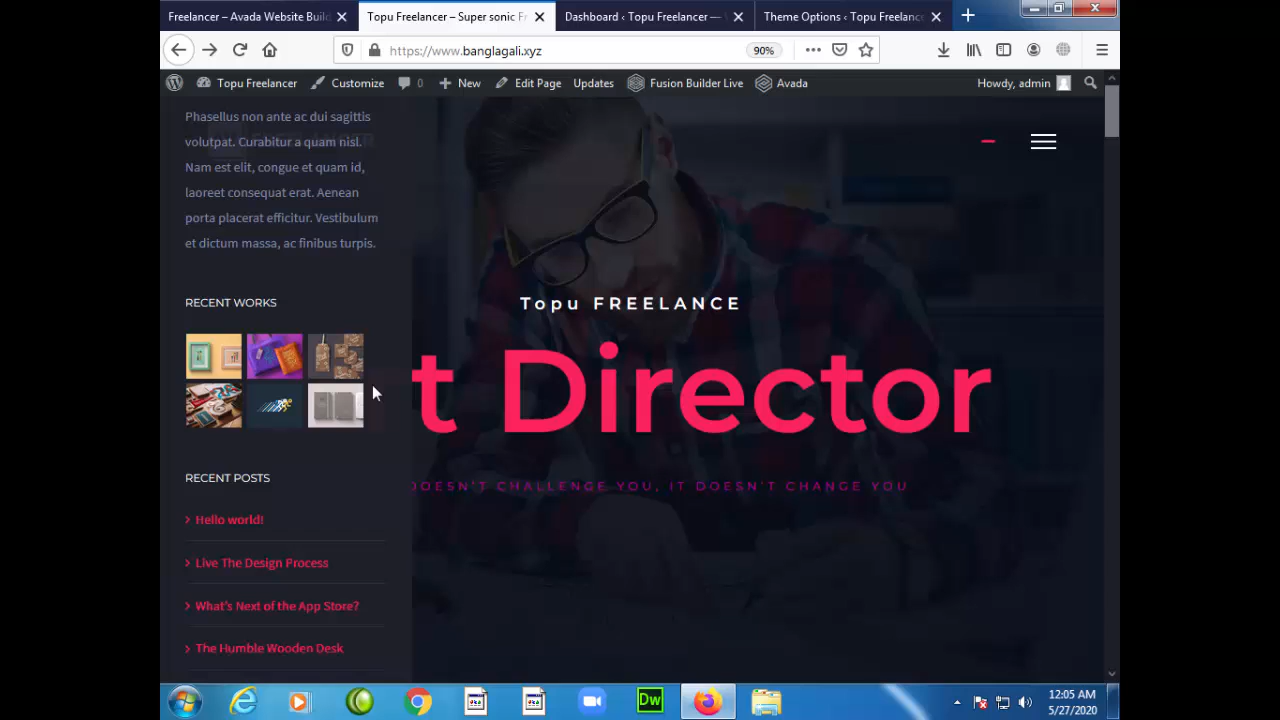 Freelancer – Avada Website Build
Topu Freelancer – Super sonic Fr
Dashboard ‹ Topu Freelancer —
Theme Options ‹ Topu Freelanc
https://www.banglagali.xyz
90%
Topu Freelancer
Customize
0
New
Edit Page
Updates
Fusion Builder Live
Avada
Howdy, admin
Phasellus non ante ac dui sagittis
volutpat. Curabitur a quam nisl.
Nam est elit, congue et quam id,
laoreet consequat erat. Aenean
porta placerat efficitur. Vestibulum
et dictum massa, ac finibus turpis.
RECENT WORKS
RECENT POSTS
Hello world!
Live The Design Process
What's Next of the App Store?
The Humble Wooden Desk
Topu FREELANCE
t Director
DOESN'T CHALLENGE YOU, IT DOESN'T CHANGE YOU
Dw
12:05 AM
5/27/2020